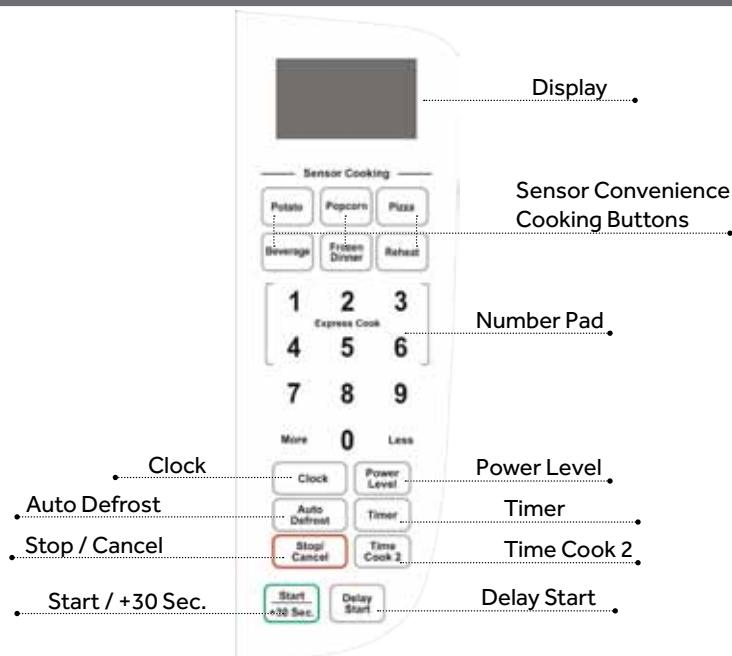 Display
Sensor Cooking
Potato Popcorn Pizza
Sensor Convenience
Cooking Buttons
Beverage Frozen Dinner Reheat
1 2 3
Express Cook
Number Pad
4 5 6
7 8 9
More 0 Less
Clock
Clock
Power Level
Power Level
Auto Defrost
Auto Defrost
Timer
Timer
Stop / Cancel
Stop/ Cancel
Time Cook 2
Time Cook 2
Start / +30 Sec.
Start +30 Sec.
Delay Start
Delay Start